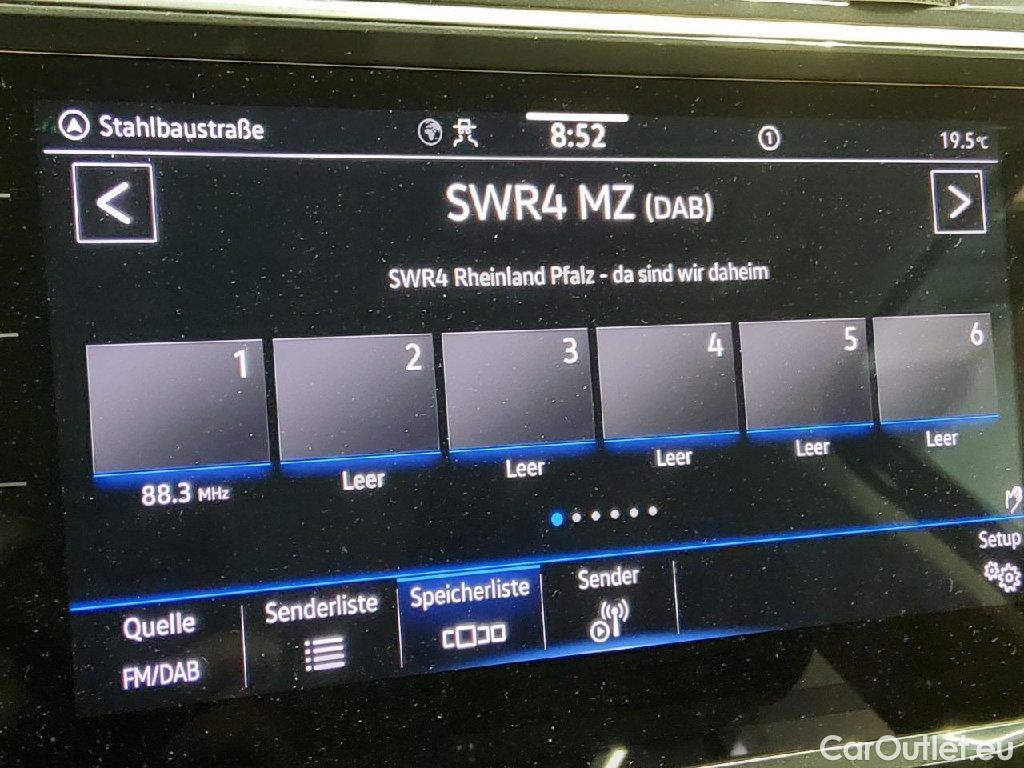 Stahlbaustraße
8:52
1
19.5°C
<
SWR4 MZ (DAB)
>
SWR4 Rheinland Pfalz - da sind wir daheim
1 2 3 4 5 6
88.3 MHz Leer Leer Leer Leer Leer
Setup
Quelle Senderliste Speicherliste Sender
FM/DAB
CarOutlet.eu